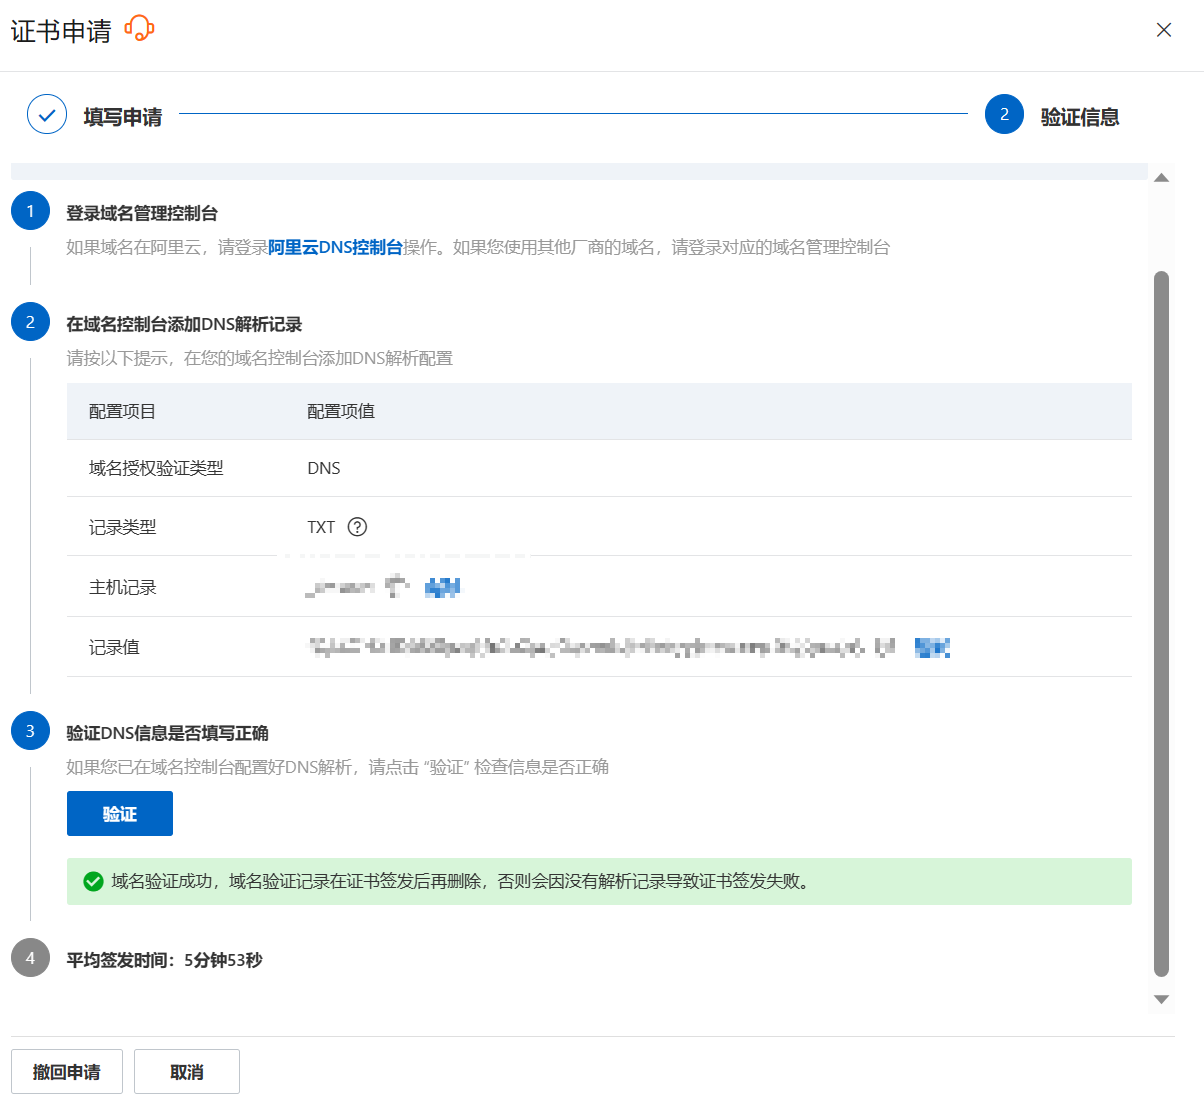 证书申请
填写申请
2 验证信息
1 登录域名管理控制台
如果域名在阿里云，请登录阿里云DNS控制台操作。如果您使用其他厂商的域名，请登录对应的域名管理控制台
2 在域名控制台添加DNS解析记录
请按以下提示，在您的域名控制台添加DNS解析配置
配置项目 配置项值
域名授权验证类型 DNS
记录类型 TXT ?
主机记录
记录值
3 验证DNS信息是否填写正确
如果您已在域名控制台配置好DNS解析，请点击 “验证” 检查信息是否正确
验证
域名验证成功，域名验证记录在证书签发后再删除，否则会因没有解析记录导致证书签发失败。
4 平均签发时间：5分钟53秒
撤回申请 取消